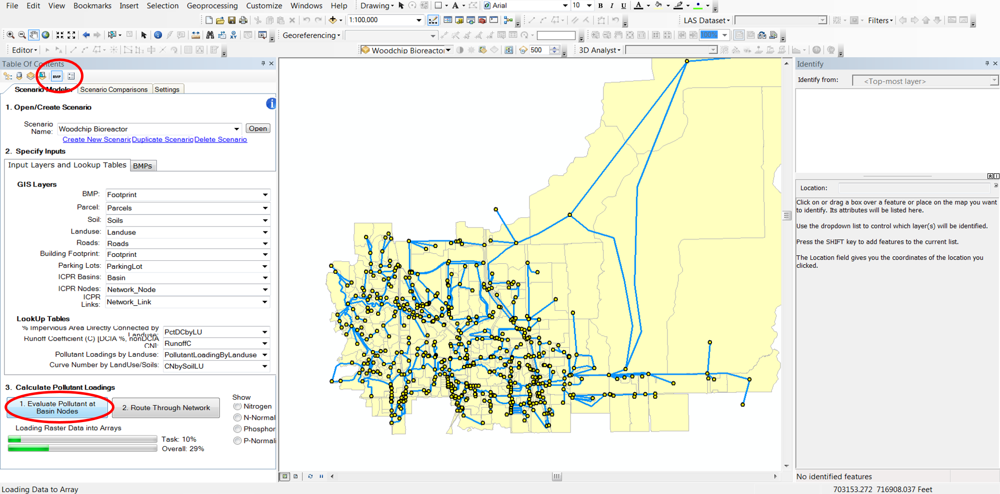 File Edit View Bookmarks Insert Selection Geoprocessing Customize Windows Help Drawing A Arial 10 B I U A
1:100,000 LAS Dataset Filters
Georeferencing 100%
Editor Woodchip Bioreactor 500 3D Analyst
Table Of Contents
BMP
Scenario Modeler Scenario Comparisons Settings
1. Open/Create Scenario
Scenario
Name: Woodchip Bioreactor Open
Create New Scenario Duplicate Scenario Delete Scenario
2. Specify Inputs
Input Layers and Lookup Tables BMPs
GIS Layers
BMP: Footprint
Parcel: Parcels
Soil: Soils
Landuse: Landuse
Roads: Roads
Building Footprint: Footprint
Parking Lots: ParkingLot
ICPR Basins: Basin
ICPR Nodes: Network_Node
ICPR
Links: Network_Link
LookUp Tables
% Impervious Area Directly Connected by
Landuse: PctDCbyLU
Runoff Coefficient (C) [DCIA %, nonDCIA
CN]: RunoffC
Pollutant Loadings by Landuse: PollutantLoadingByLanduse
Curve Number by LandUse/Soils: CNbySoilLU
3. Calculate Pollutant Loadings
1. Evaluate Pollutant at
Basin Nodes
2. Route Through Network
Show
Nitrogen
N-Normal
Phosphor
P-Normali
Loading Raster Data into Arrays
Task: 10%
Overall: 29%
Loading Data to Array
Identify
Identify from: <Top-most layer>
Location:
Click on or drag a box over a feature or place on the map you want
to identify. Its attributes will be listed here.
Use the dropdown list to control which layer(s) will be identified.
Press the SHIFT key to add features to the current list.
The Location field gives you the coordinates of the location you
clicked.
No identified features
703153.272 716908.037 Feet